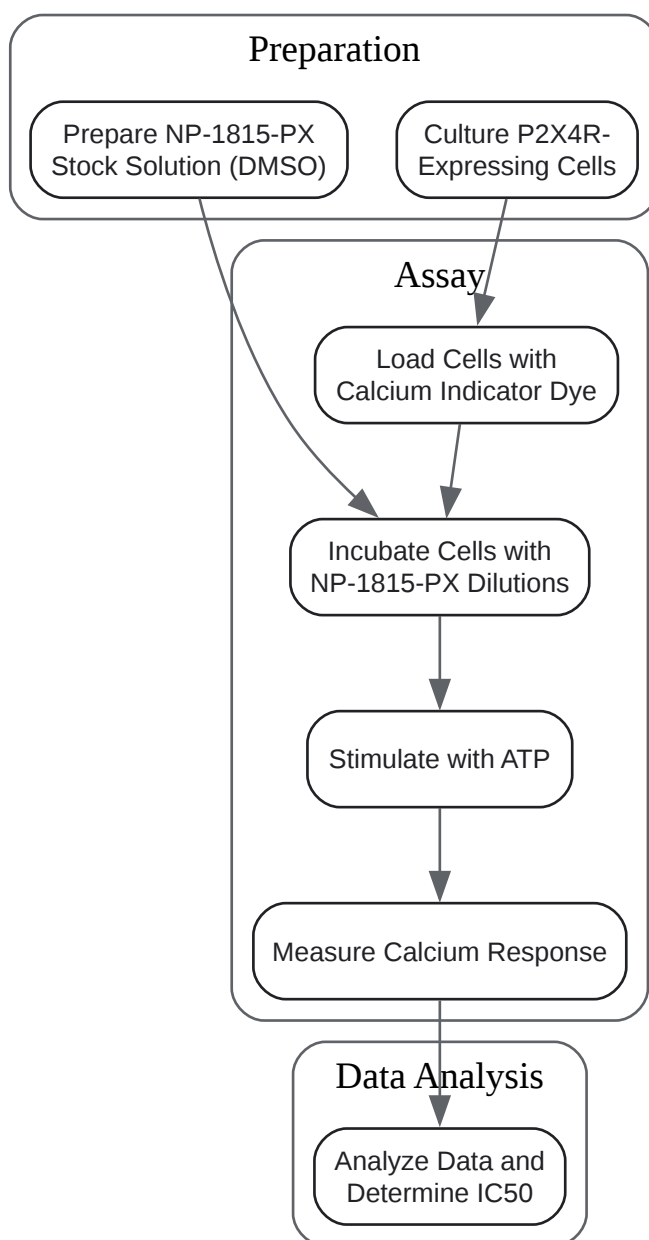 Preparation
Prepare NP-1815-PX
Stock Solution (DMSO)
Culture P2X4R-
Expressing Cells
Assay
Load Cells with
Calcium Indicator Dye
Incubate Cells with
NP-1815-PX Dilutions
Stimulate with ATP
Measure Calcium Response
Data Analysis
Analyze Data and
Determine IC50